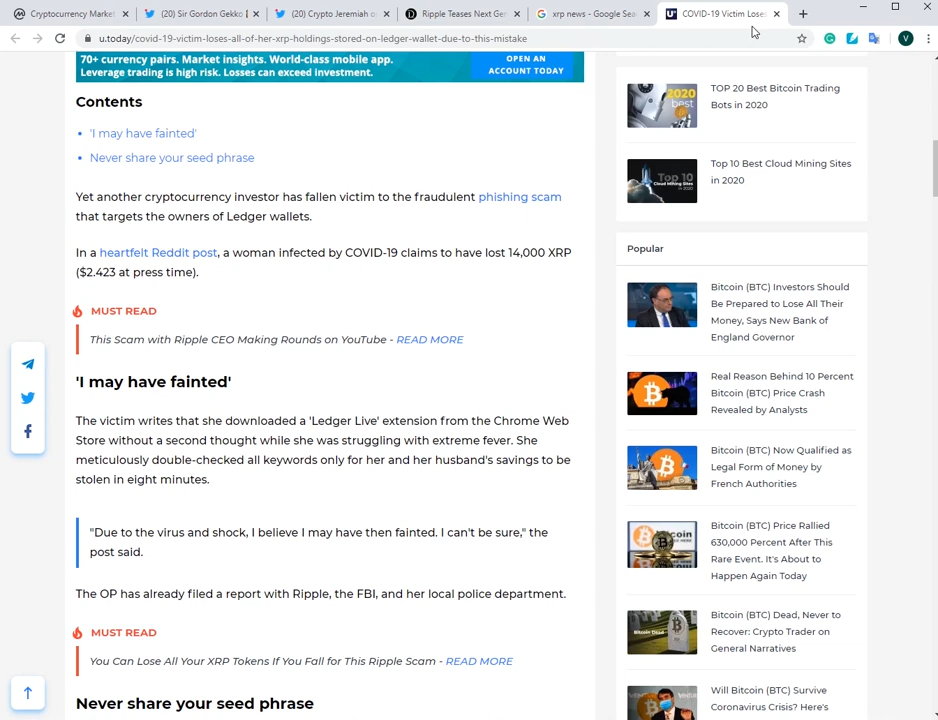 Cryptocurrency Market
(20) Sir Gordon Gekko
(20) Crypto Jeremiah o
Ripple Teases Next Ge
xrp news - Google Sea
COVID-19 Victim Loses
u.today/covid-19-victim-loses-all-of-her-xrp-holdings-stored-on-ledger-wallet-due-to-this-mistake
V
70+ currency pairs. Market insights. World-class mobile app.
Leverage trading is high risk. Losses can exceed investment.
OPEN AN
ACCOUNT TODAY
Contents
'I may have fainted'
Never share your seed phrase
Yet another cryptocurrency investor has fallen victim to the fraudulent phishing scam
that targets the owners of Ledger wallets.
In a heartfelt Reddit post, a woman infected by COVID-19 claims to have lost 14,000 XRP
($2.423 at press time).
MUST READ
This Scam with Ripple CEO Making Rounds on YouTube - READ MORE
'I may have fainted'
The victim writes that she downloaded a 'Ledger Live' extension from the Chrome Web
Store without a second thought while she was struggling with extreme fever. She
meticulously double-checked all keywords only for her and her husband's savings to be
stolen in eight minutes.
"Due to the virus and shock, I believe I may have then fainted. I can't be sure," the
post said.
The OP has already filed a report with Ripple, the FBI, and her local police department.
MUST READ
You Can Lose All Your XRP Tokens If You Fall for This Ripple Scam - READ MORE
Never share your seed phrase
2020
best
TOP 20 Best Bitcoin Trading
Bots in 2020
Top 10
Cloud Mining Sites
in 2020
Top 10 Best Cloud Mining Sites
in 2020
Popular
Bitcoin (BTC) Investors Should
Be Prepared to Lose All Their
Money, Says New Bank of
England Governor
Real Reason Behind 10 Percent
Bitcoin (BTC) Price Crash
Revealed by Analysts
Bitcoin (BTC) Now Qualified as
Legal Form of Money by
French Authorities
Bitcoin (BTC) Price Rallied
630,000 Percent After This
Rare Event. It's About to
Happen Again Today
Bitcoin (BTC) Dead, Never to
Recover: Crypto Trader on
General Narratives
Will Bitcoin (BTC) Survive
Coronavirus Crisis? Here's